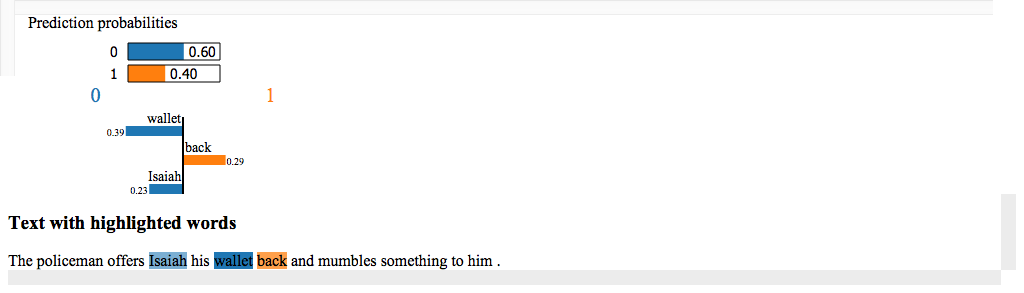 Prediction probabilities
0 0.60
1 0.40
0 1
wallet
0.39
back
0.29
Isaiah
0.23
Text with highlighted words
The policeman offers Isaiah his wallet back and mumbles something to him .